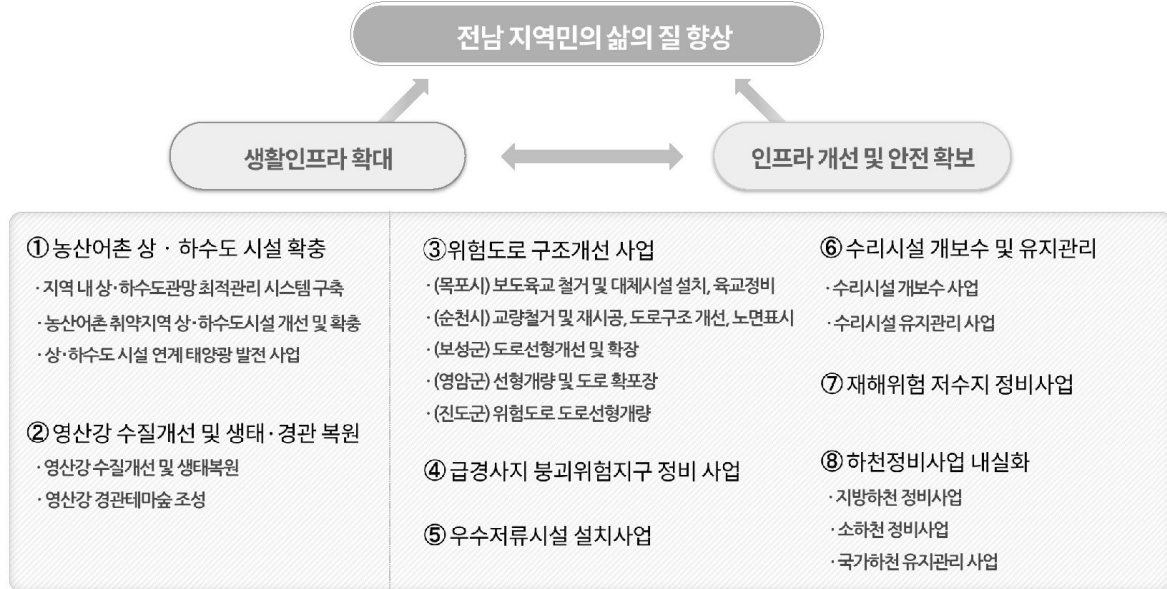 전남 지역민의 삶의 질 향상
생활인프라 확대
인프라 개선 및 안전 확보
① 농산어촌 상 · 하수도 시설 확충
· 지역 내 상·하수도관망 최적관리 시스템 구축
· 농산어촌 취약지역 상·하수도시설 개선 및 확충
· 상·하수도 시설 연계 태양광 발전 사업
② 영산강 수질개선 및 생태·경관 복원
· 영산강 수질개선 및 생태복원
· 영산강 경관테마숲 조성
③ 위험도로 구조개선 사업
· (목포시) 보도육교 철거 및 대체시설 설치, 육교정비
· (순천시) 교량철거 및 재시공, 도로구조 개선, 노면표시
· (보성군) 도로선형개선 및 확장
· (영암군) 선형개량 및 도로 확포장
· (진도군) 위험도로 도로선형개량
④ 급경사지 붕괴위험지구 정비 사업
⑤ 우수저류시설 설치사업
⑥ 수리시설 개보수 및 유지관리
· 수리시설 개보수 사업
· 수리시설 유지관리 사업
⑦ 재해위험 저수지 정비사업
⑧ 하천정비사업 내실화
· 지방하천 정비사업
· 소하천 정비사업
· 국가하천 유지관리 사업